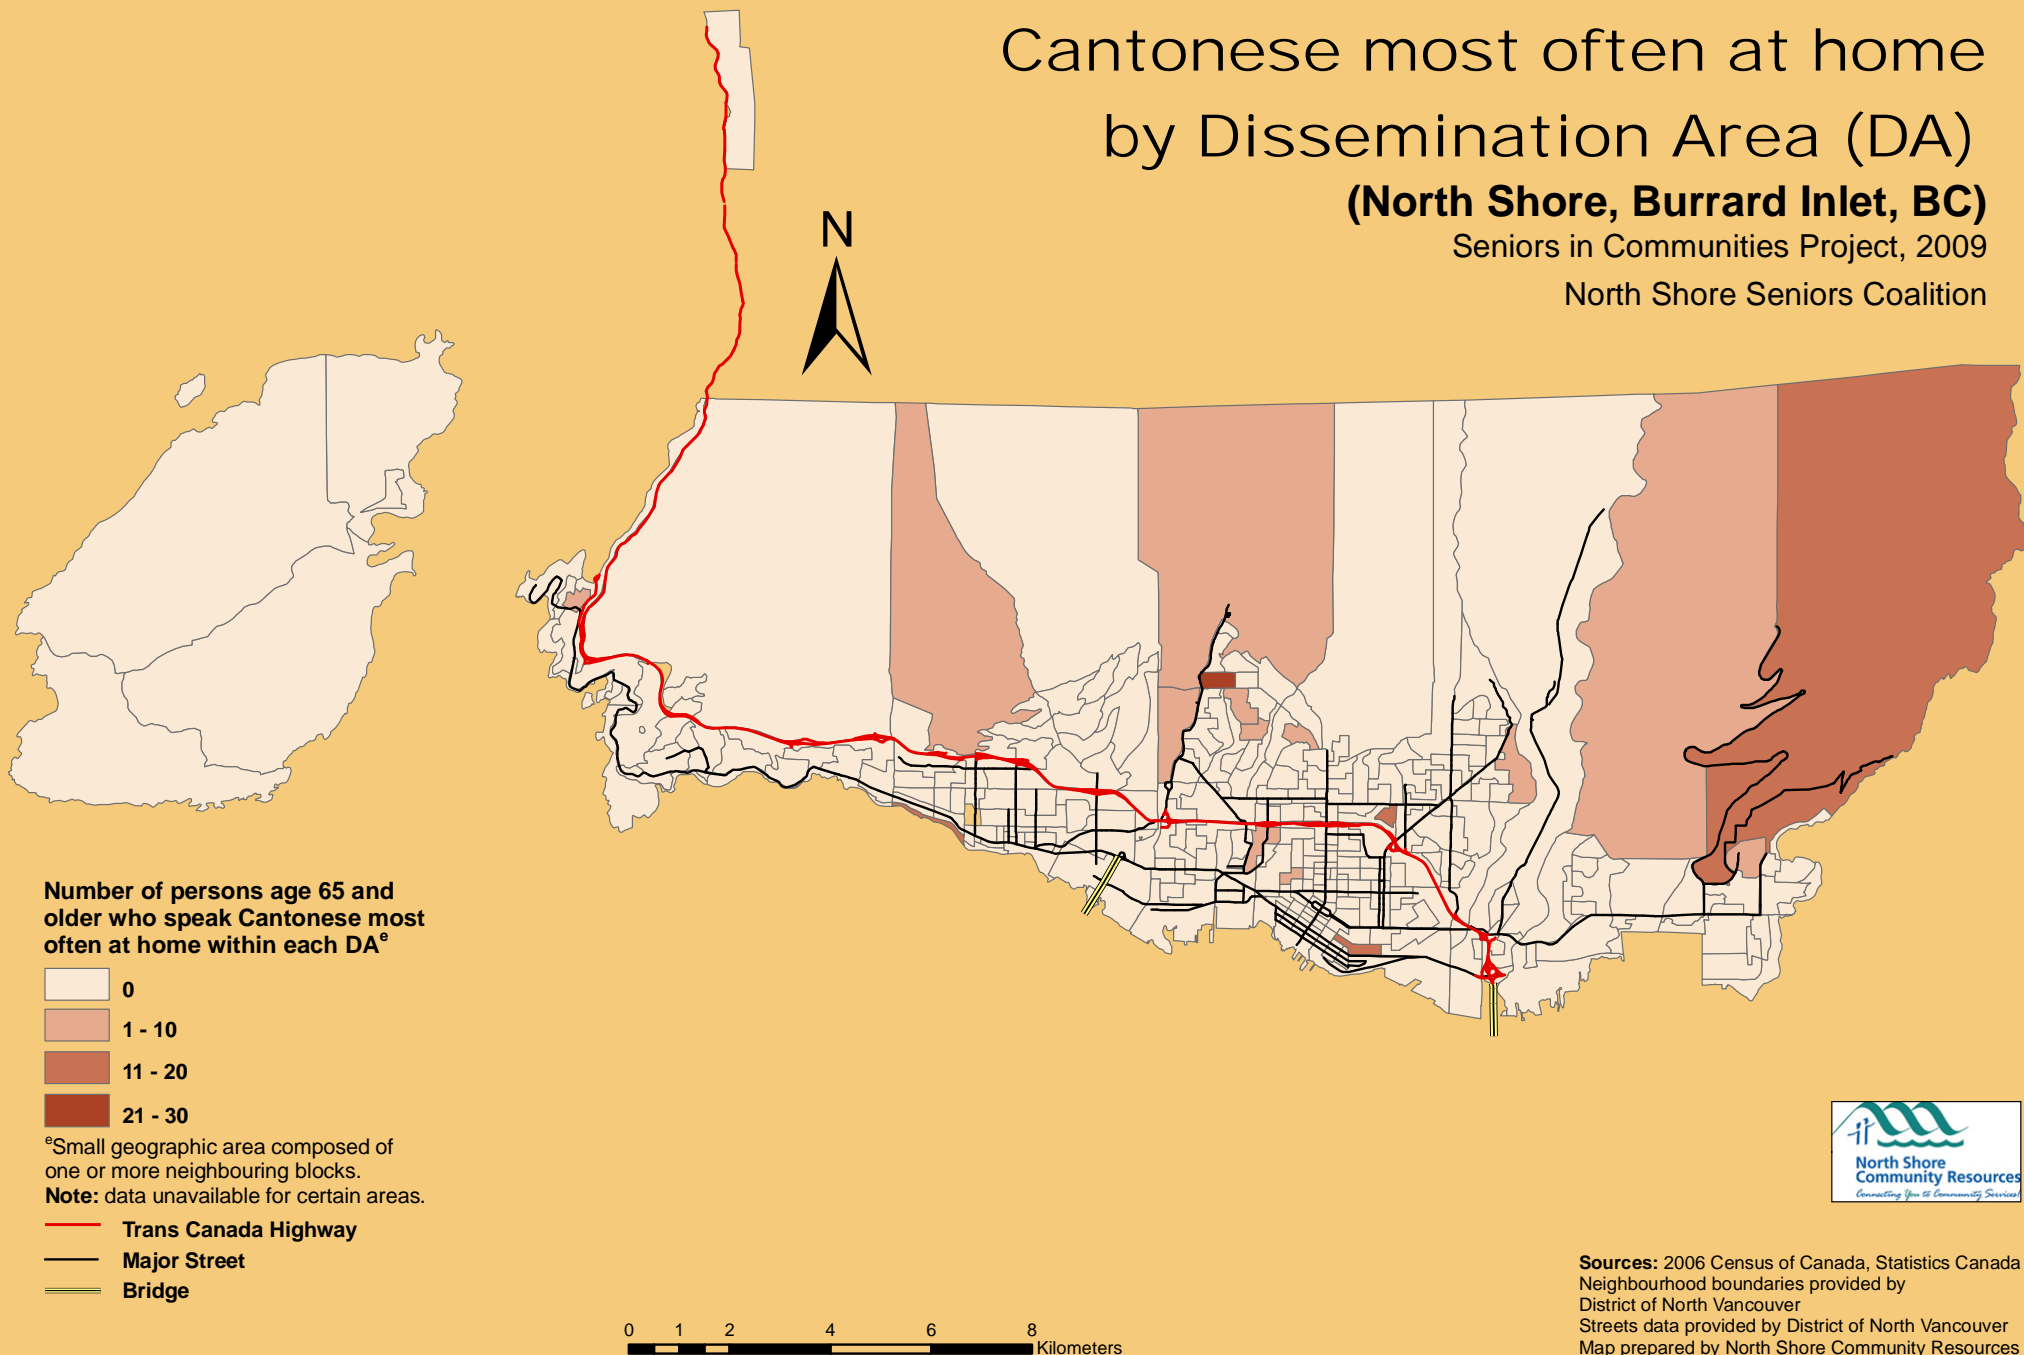 Cantonese most often at home
by Dissemination Area (DA)
(North Shore, Burrard Inlet, BC)
Seniors in Communities Project, 2009
North Shore Seniors Coalition
N
Number of persons age 65 and
older who speak Cantonese most
often at home within each DAᵉ
0
1 - 10
11 - 20
21 - 30
ᵉSmall geographic area composed of
one or more neighbouring blocks.
Note: data unavailable for certain areas.
Trans Canada Highway
Major Street
Bridge
0 1 2 4 6 8
Kilometers
North Shore
Community Resources
Connecting You to Community Services!
Sources: 2006 Census of Canada, Statistics Canada
Neighbourhood boundaries provided by
District of North Vancouver
Streets data provided by District of North Vancouver
Map prepared by North Shore Community Resources